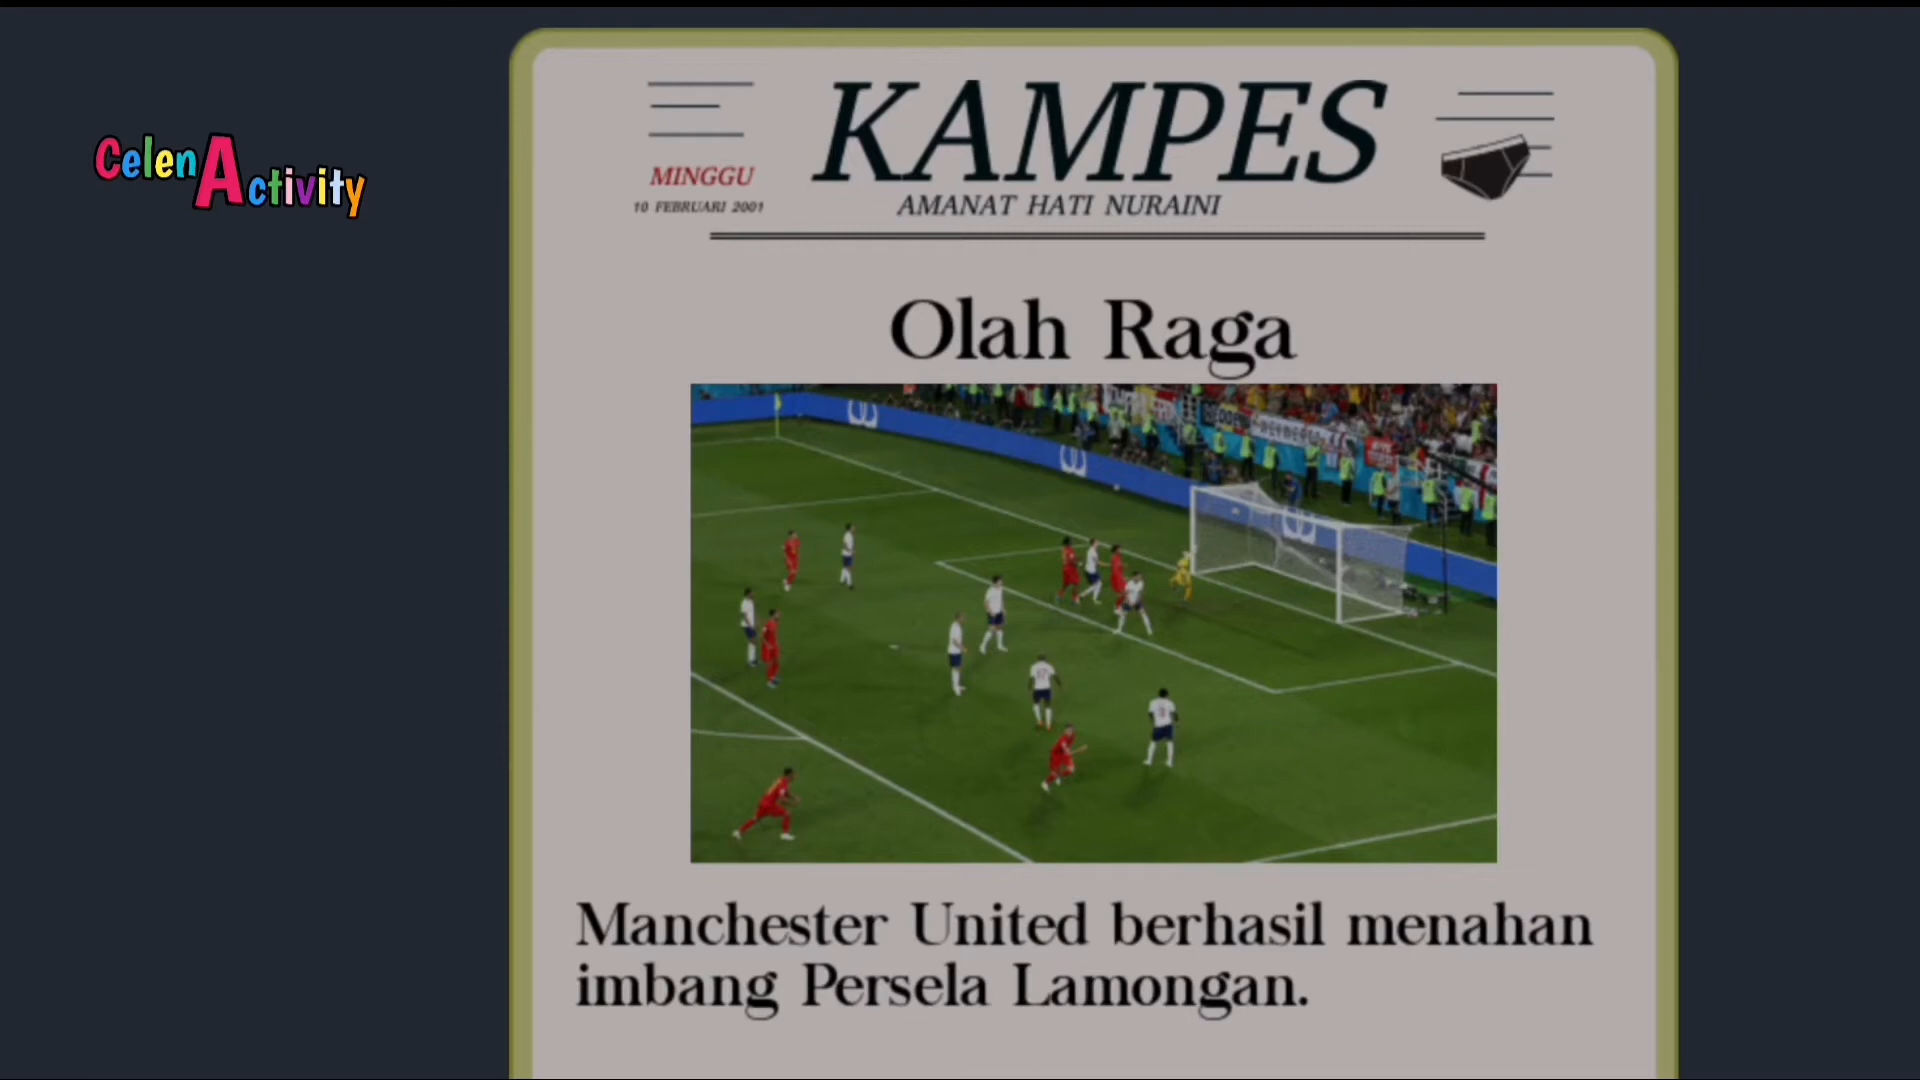 CelenActivity
KAMPES
MINGGU
10 FEBRUARI 2001
AMANAT HATI NURAINI
Olah Raga
Manchester United berhasil menahan
imbang Persela Lamongan.